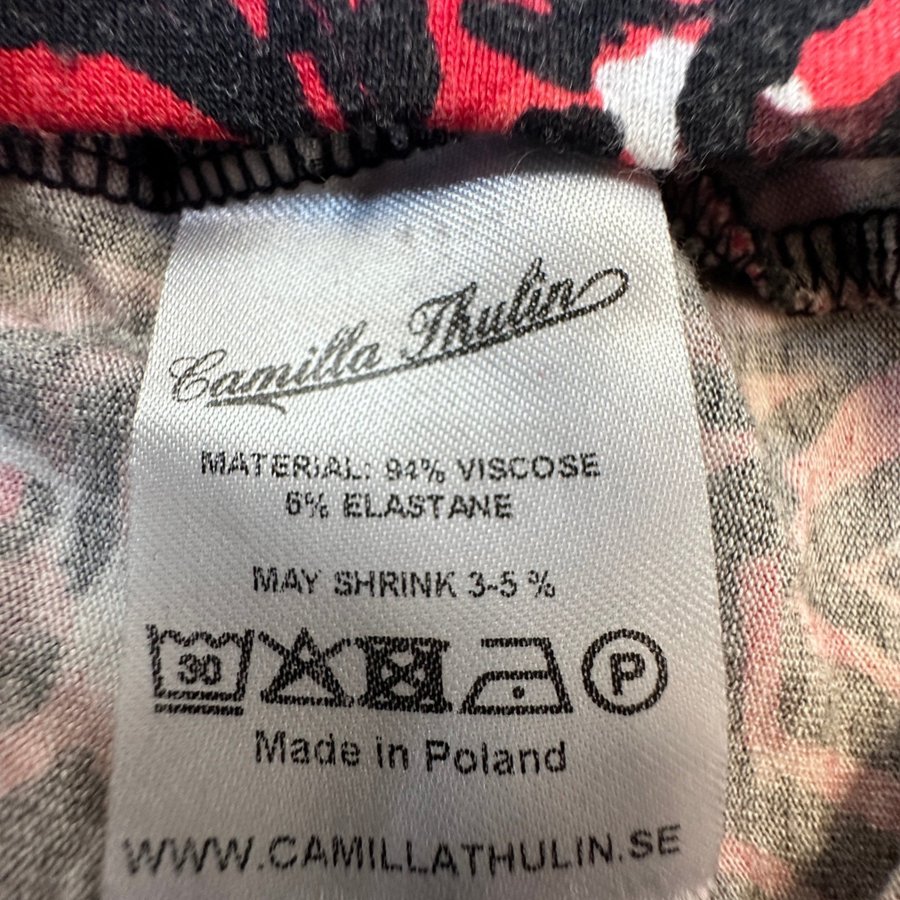 Camilla Thulin
MATERIAL: 94% VISCOSE
6% ELASTANE
MAY SHRINK 3-5 %
30 P
Made in Poland
WWW.CAMILLATHULIN.SE